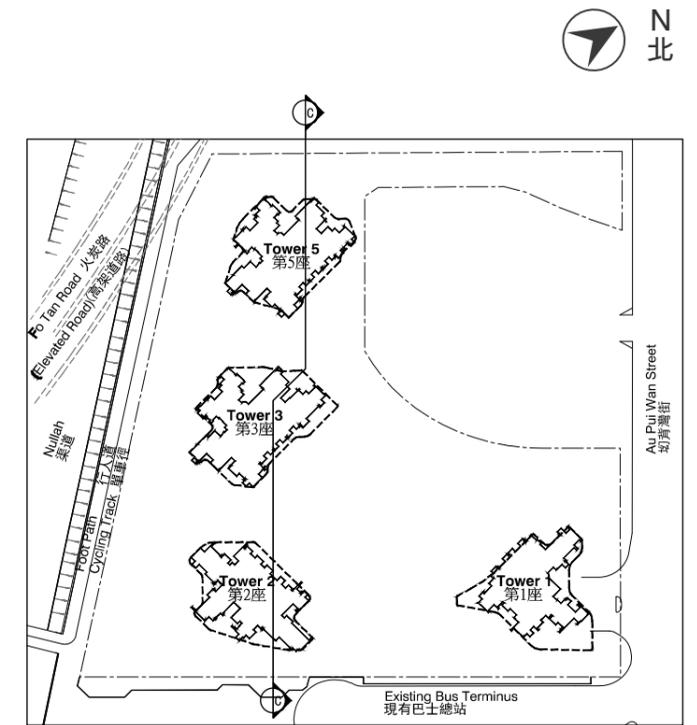 N
北
C
Tower 5
第5座
Fo Tan Road 火炭路
(Elevated Road)(高架道路)
Tower 3
第3座
Au Pui Wan Street
坳背灣街
Nullah
渠道
行人道
單車徑
Foot Path
Cycling Track
Tower 2
第2座
Tower 1
第1座
C
Existing Bus Terminus
現有巴士總站